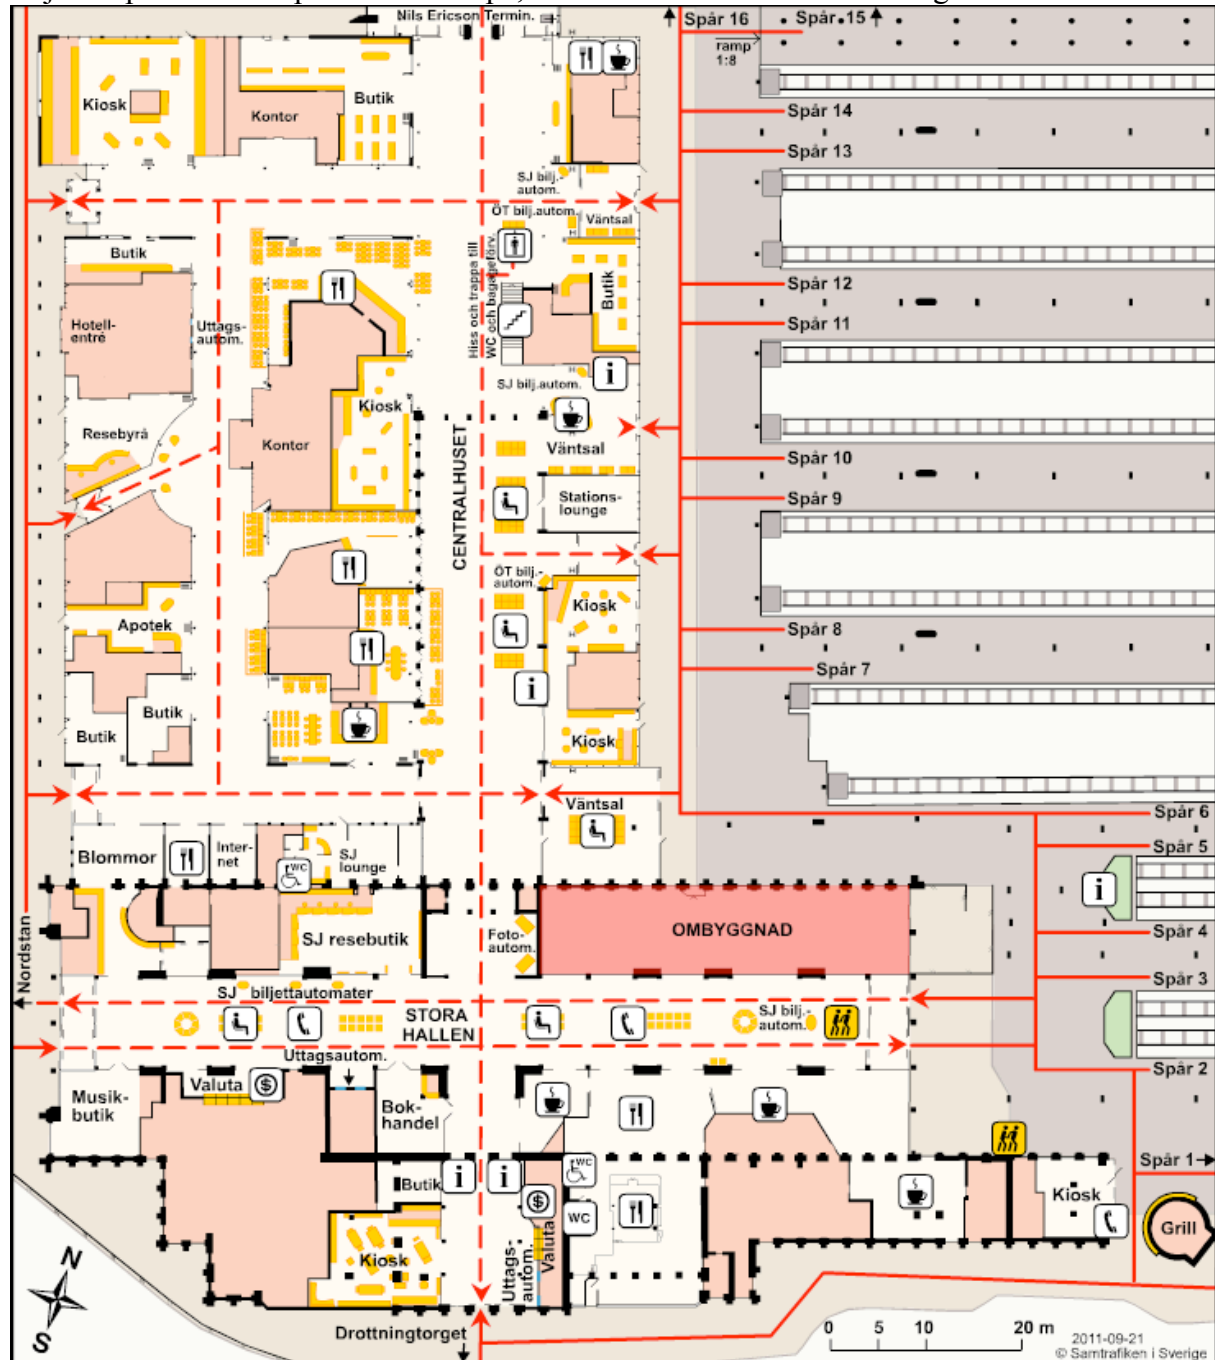 Nils Ericson Termin.
Spår 16
Spår 15
ramp
1:8
Kiosk
Kontor
Butik
Spår 14
Spår 13
SJ bilj.-
autom.
ÖT bilj.autom.
Väntsal
Butik
Hotell-
entré
Uttags-
autom.
Hiss och trappa till
WC och bagageförv.
Butik
Spår 12
Spår 11
i
SJ bilj.autom.
Kiosk
Resebyrå
Kontor
CENTRALHUSET
Väntsal
Spår 10
Spår 9
Stations-
lounge
ÖT bilj.-
autom.
Kiosk
Apotek
Spår 8
Spår 7
i
Butik
Butik
Kiosk
Väntsal
Spår 6
Blommor
Inter-
net
WC
SJ
lounge
Spår 5
i
SJ resebutik
Foto-
autom.
OMBYGGNAD
Spår 4
Nordstan
Spår 3
SJ biljettautomater
STORA
HALLEN
SJ bilj.-
autom.
Uttagsautom.
Spår 2
Musik-
butik
Valuta
$
Bok-
handel
Spår 1
Butik
i
i
WC
WC
$
Valuta
Uttags-
autom.
Kiosk
Kiosk
Grill
N
S
Drottningtorget
0 5 10 20 m
2011-09-21
© Samtrafiken i Sverige